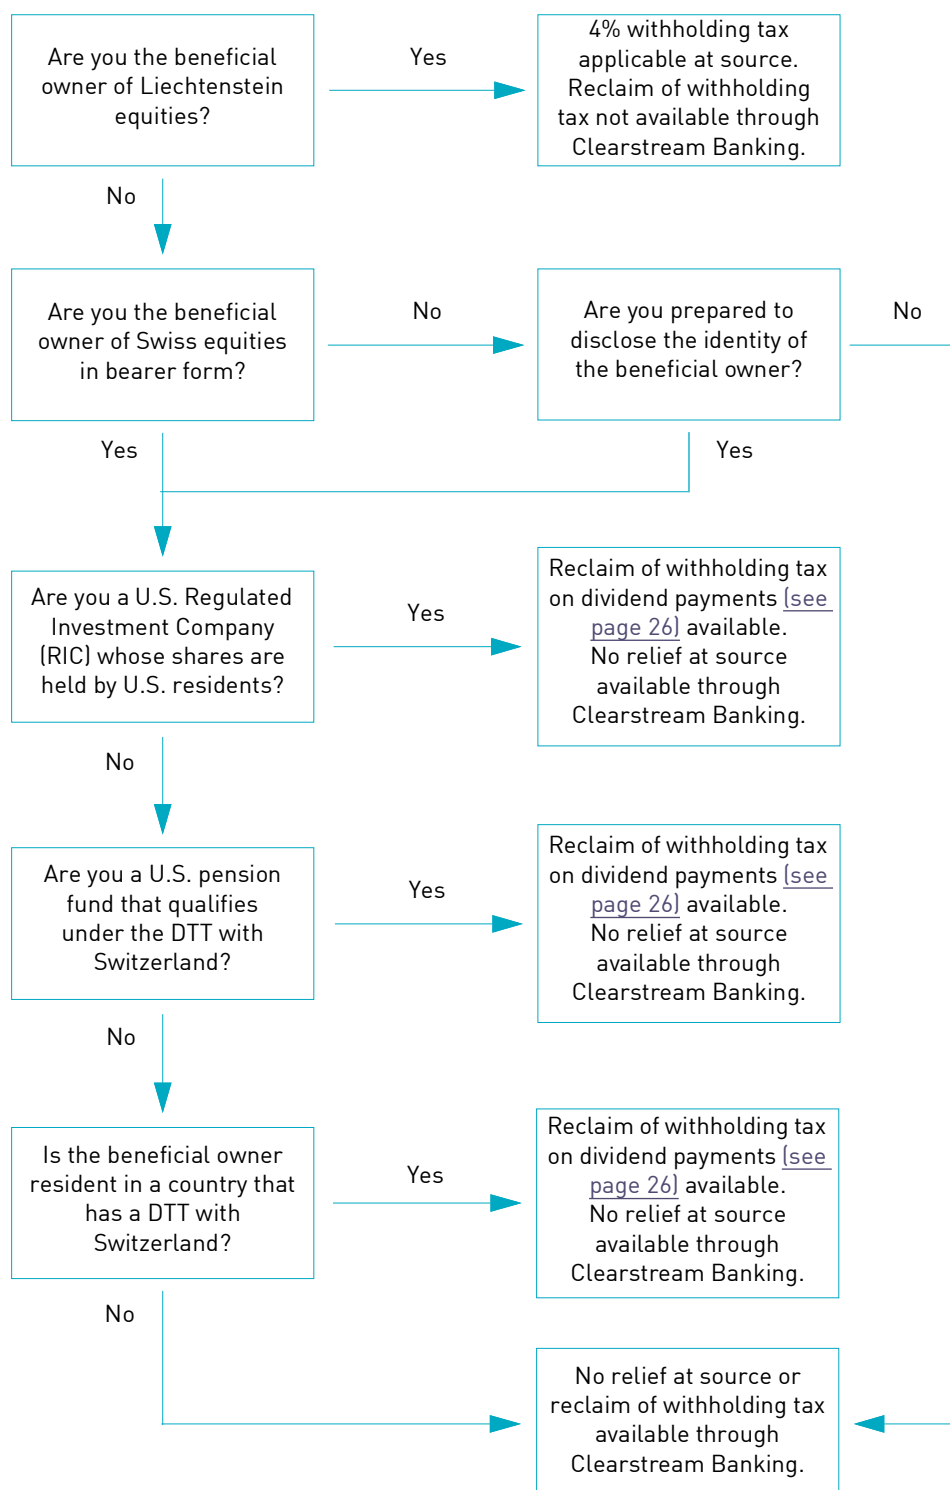 Are you the beneficial
owner of Liechtenstein
equities?
Yes
4% withholding tax
applicable at source.
Reclaim of withholding
tax not available through
Clearstream Banking.
No
Are you the beneficial
owner of Swiss equities
in bearer form?
No
Are you prepared to
disclose the identity of
the beneficial owner?
No
Yes
Yes
Are you a U.S. Regulated
Investment Company
(RIC) whose shares are
held by U.S. residents?
Yes
Reclaim of withholding tax
on dividend payments (see
page 26) available.
No relief at source
available through
Clearstream Banking.
No
Are you a U.S. pension
fund that qualifies
under the DTT with
Switzerland?
Yes
Reclaim of withholding tax
on dividend payments (see
page 26) available.
No relief at source
available through
Clearstream Banking.
No
Is the beneficial owner
resident in a country that
has a DTT with
Switzerland?
Yes
Reclaim of withholding tax
on dividend payments (see
page 26) available.
No relief at source
available through
Clearstream Banking.
No
No relief at source or
reclaim of withholding tax
available through
Clearstream Banking.